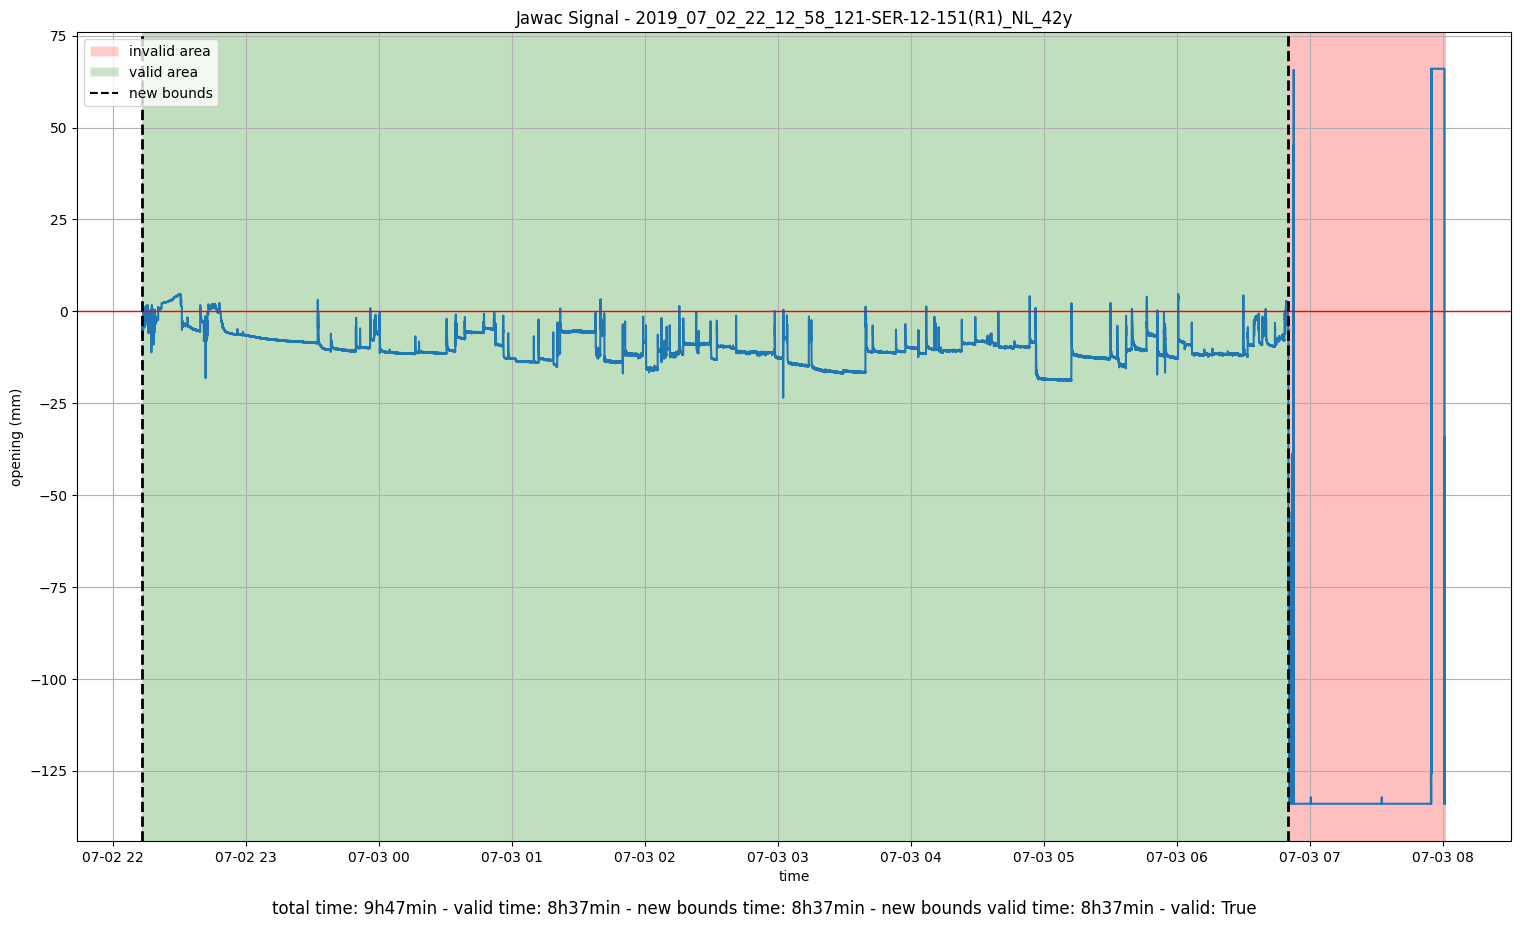 Jawac Signal - 2019_07_02_22_12_58_121-SER-12-151(R1)_NL_42y
invalid area
valid area
new bounds
75
50
25
0
−25
−50
−75
−100
−125
opening (mm)
07-02 22
07-02 23
07-03 00
07-03 01
07-03 02
07-03 03
07-03 04
07-03 05
07-03 06
07-03 07
07-03 08
time
total time: 9h47min - valid time: 8h37min - new bounds time: 8h37min - new bounds valid time: 8h37min - valid: True